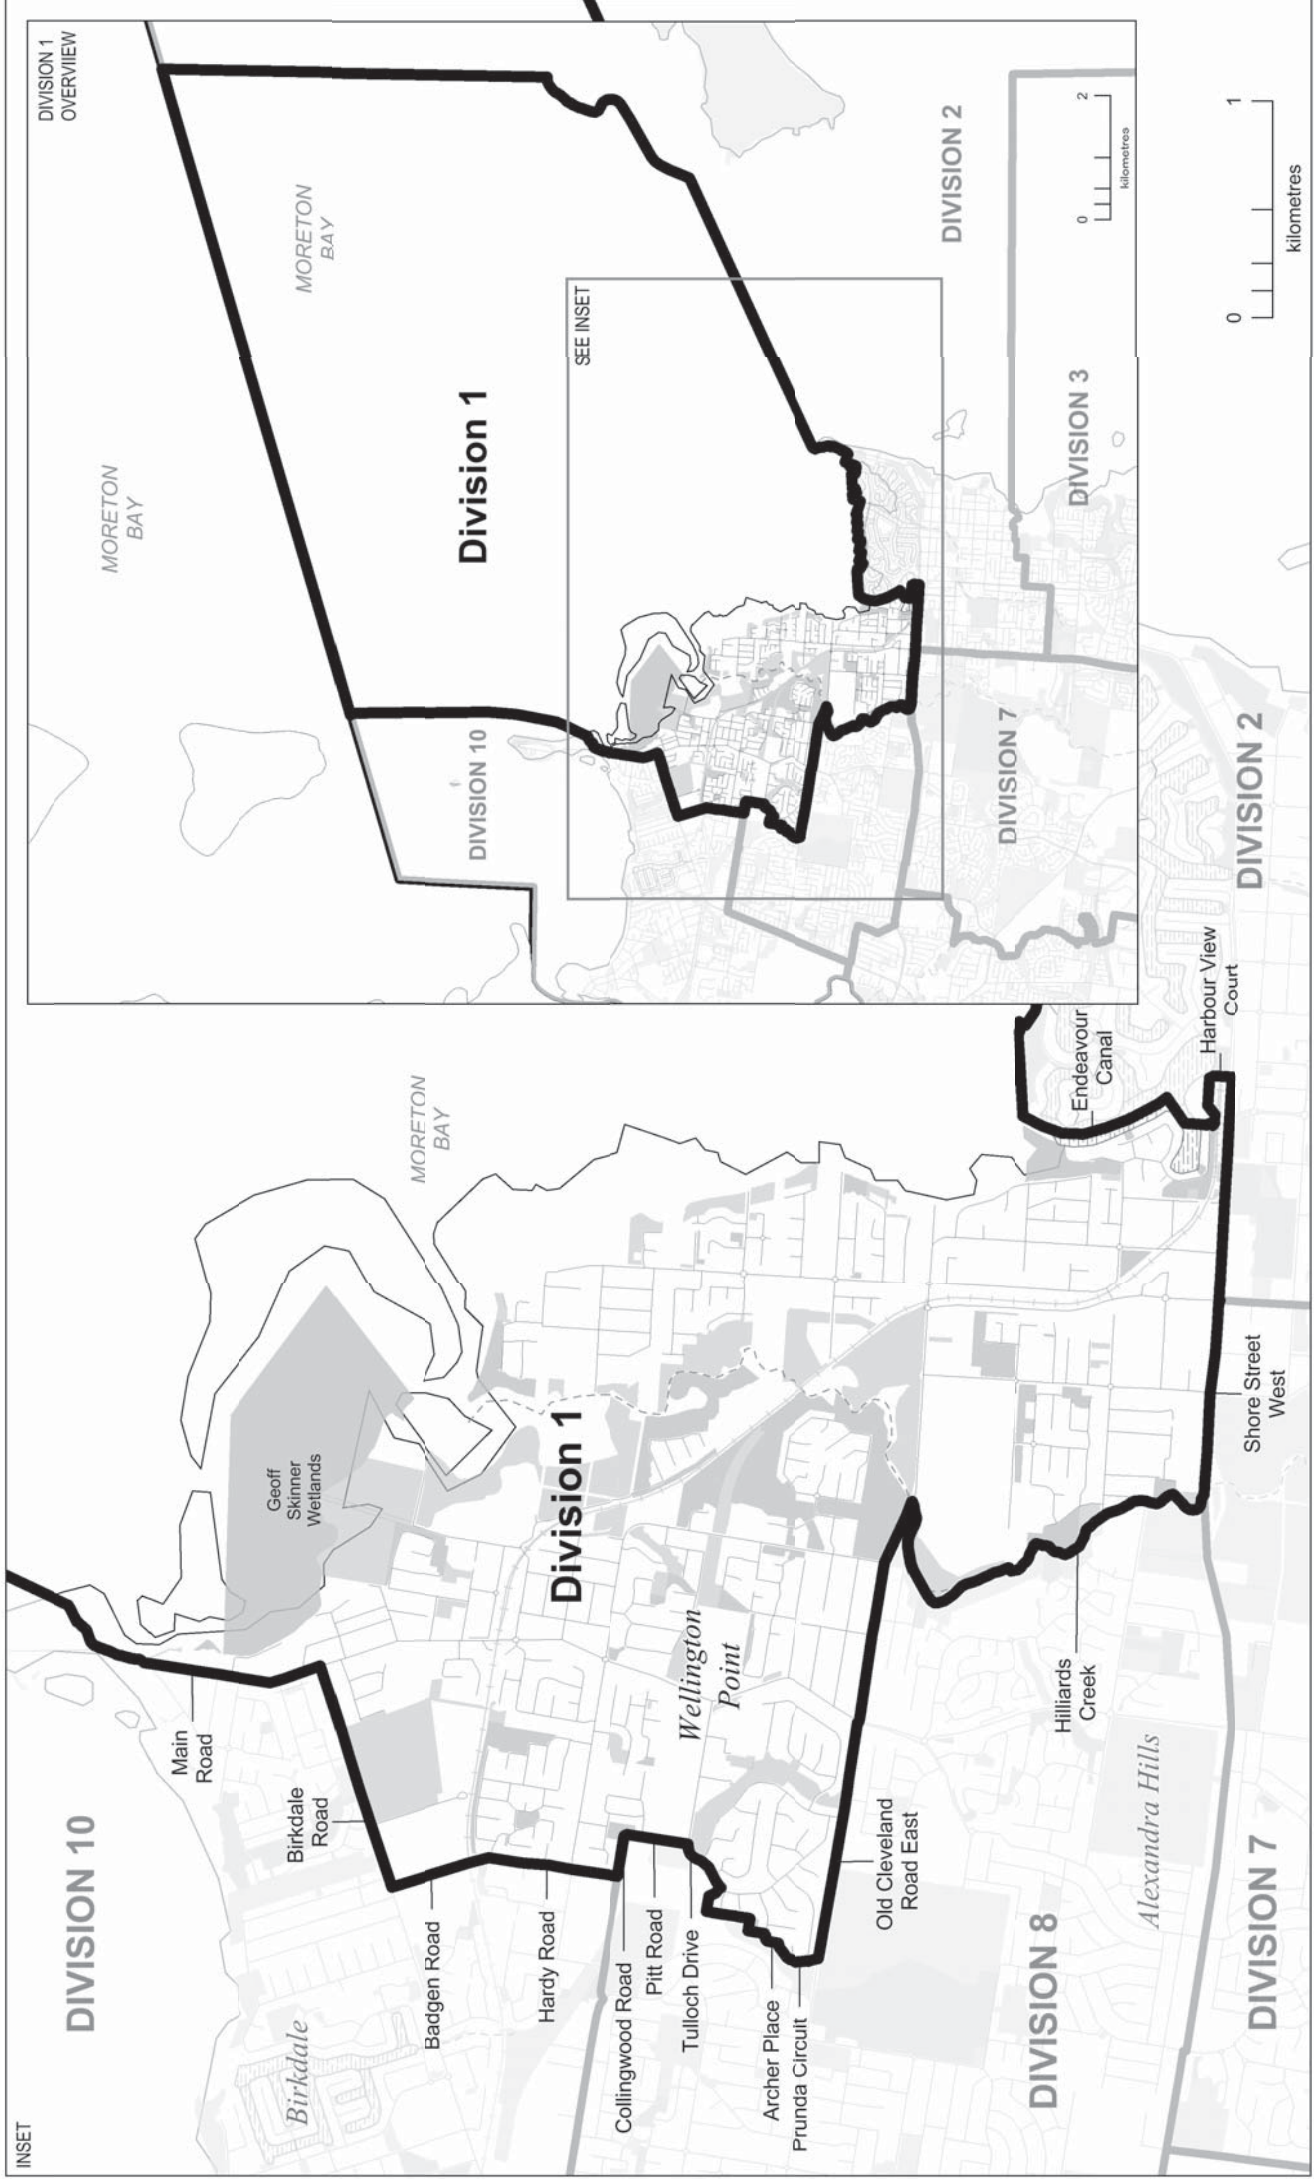 INSET
DIVISION 10
Birkdale
Main
Road
Birkdale
Road
Badgen Road
Hardy Road
Collingwood Road
Pitt Road
Tulloch Drive
Archer Place
Prunda Circuit
Old Cleveland
Road East
DIVISION 8
Alexandra Hills
DIVISION 7
Hilliards
Creek
Shore Street
West
Wellington
Point
Division 1
Geoff
Skinner
Wetlands
MORETON
BAY
Endeavour
Canal
Harbour View
Court
DIVISION 2
DIVISION 1
OVERVIIEW
MORETON
BAY
MORETON
BAY
Division 1
SEE INSET
DIVISION 10
DIVISION 7
DIVISION 3
DIVISION 2
0 2
kilometres
0 1
kilometres